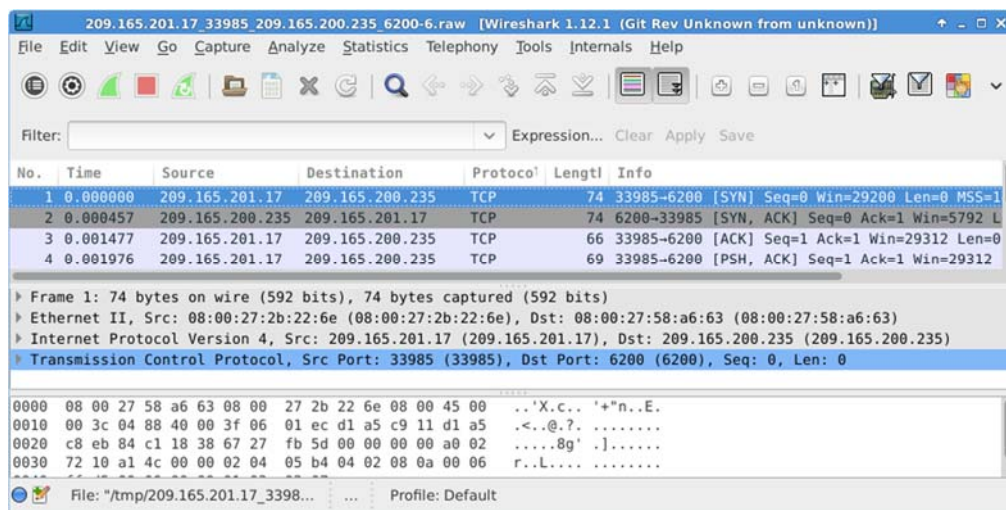 209.165.201.17_33985_209.165.200.235_6200-6.raw [Wireshark 1.12.1 (Git Rev Unknown from unknown)]
File Edit View Go Capture Analyze Statistics Telephony Tools Internals Help
Filter: Expression... Clear Apply Save
No. Time Source Destination Protocol Lengtl Info
1 0.000000 209.165.201.17 209.165.200.235 TCP 74 33985→6200 [SYN] Seq=0 Win=29200 Len=0 MSS=1
2 0.000457 209.165.200.235 209.165.201.17 TCP 74 6200→33985 [SYN, ACK] Seq=0 Ack=1 Win=5792 L
3 0.001477 209.165.201.17 209.165.200.235 TCP 66 33985→6200 [ACK] Seq=1 Ack=1 Win=29312 Len=0
4 0.001976 209.165.201.17 209.165.200.235 TCP 69 33985→6200 [PSH, ACK] Seq=1 Ack=1 Win=29312
Frame 1: 74 bytes on wire (592 bits), 74 bytes captured (592 bits)
Ethernet II, Src: 08:00:27:2b:22:6e (08:00:27:2b:22:6e), Dst: 08:00:27:58:a6:63 (08:00:27:58:a6:63)
Internet Protocol Version 4, Src: 209.165.201.17 (209.165.201.17), Dst: 209.165.200.235 (209.165.200.235)
Transmission Control Protocol, Src Port: 33985 (33985), Dst Port: 6200 (6200), Seq: 0, Len: 0
0000 08 00 27 58 a6 63 08 00 27 2b 22 6e 08 00 45 00 ..'X.c.. '+"n..E.
0010 00 3c 04 88 40 00 3f 06 01 ec d1 a5 c9 11 d1 a5 .<..@.?. ........
0020 c8 eb 84 c1 18 38 67 27 fb 5d 00 00 00 00 a0 02 .....8g' .]......
0030 72 10 a1 4c 00 00 02 04 05 b4 04 02 08 0a 00 06 r..L.... ........
File: "/tmp/209.165.201.17_3398... ... Profile: Default